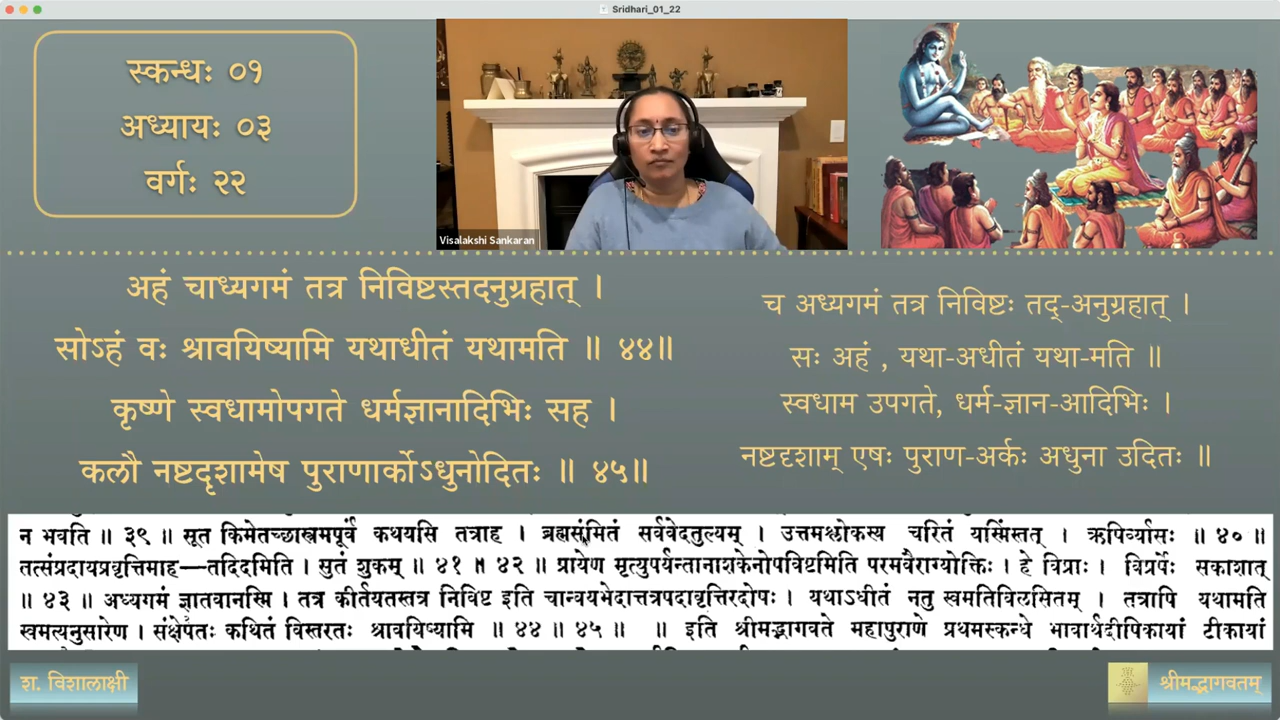 Sridhari_01_22
स्कन्धः ०१
अध्यायः ०३
वर्गः २२
Visalakshi Sankaran
अहं चाध्यगमं तत्र निविष्टस्तदनुग्रहात् ।
सोऽहं वः श्रावयिष्यामि यथाधीतं यथामति ॥ ४४॥
कृष्णे स्वधामोपगते धर्मज्ञानादिभिः सह ।
कलौ नष्टदृशामेष पुराणार्कोऽधुनोदितः ॥ ४५॥
च अध्यगमं तत्र निविष्टः तद्-अनुग्रहात् ।
सः अहं , यथा-अधीतं यथा-मति ॥
स्वधाम उपगते, धर्म-ज्ञान-आदिभिः ।
नष्टदृशाम् एषः पुराण-अर्कः अधुना उदितः ॥
न भवति ॥ ३९ ॥ सूत किमेतच्छास्त्रमपूर्वं कथयसि तत्राह । ब्रह्मसंमितं सर्ववेदतुल्यम् । उत्तमश्लोकस्य चरितं यस्मिंस्तत् । ऋषिर्व्यासः ॥ ४० ॥
तत्संप्रदायप्रवृत्तिमाह—तदिदमिति । सुतं शुकम् ॥ ४१ ॥ ४२ ॥ प्रायेण मृत्युपर्यन्तानाशकेनोपविष्टमिति परमवैराग्योक्तिः । हे विप्राः । विप्रर्षेः सकाशात्
॥ ४३ ॥ अध्यगमं ज्ञातवानस्मि । तत्र कीर्तयतस्तत्र निविष्ट इति चान्वयभेदात्तत्रपदावृत्तिरदोषः । यथाऽधीतं नतु स्वमतिविलसितम् । तत्रापि यथामति
स्वमत्यनुसारेण । संक्षेपतः कथितं विस्तरतः श्रावयिष्यामि ॥ ४४ ॥ ४५ ॥ ॥ इति श्रीमद्भागवते महापुराणे प्रथमस्कन्धे भावार्थदीपिकायां टीकायां
श. विशालाक्षी
श्रीमद्भागवतम्